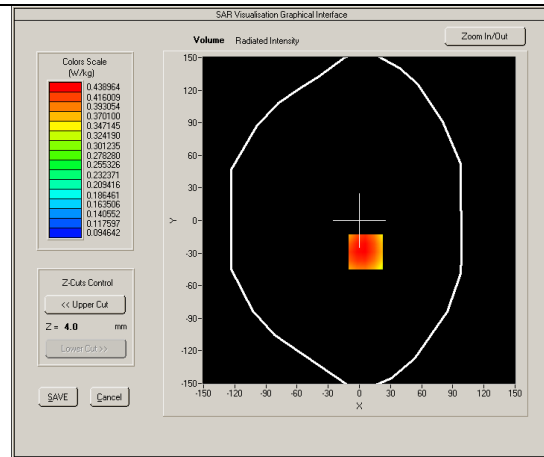 SAR Visualisation Graphical Interface
Volume Radiated Intensity
Zoom In/Out
Colors Scale
(W/kg)
0.438964
0.416009
0.393054
0.370100
0.347145
0.324190
0.301235
0.278280
0.255326
0.232371
0.209416
0.186461
0.163506
0.140552
0.117597
0.094642
Z-Cuts Control
<< Upper Cut
Z = 4.0 mm
Lower Cut >>
SAVE Cancel
150-
120-
90-
60-
30-
Y 0-
-30-
-60-
-90-
-120-
-150-
-150 -120 -90 -60 -30 0 30 60 90 120 150
X